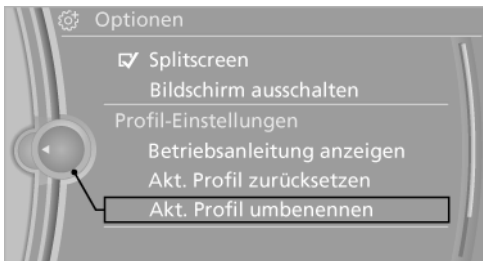 Optionen
Splitscreen
Bildschirm ausschalten
Profil-Einstellungen
Betriebsanleitung anzeigen
Akt. Profil zurücksetzen
Akt. Profil umbenennen